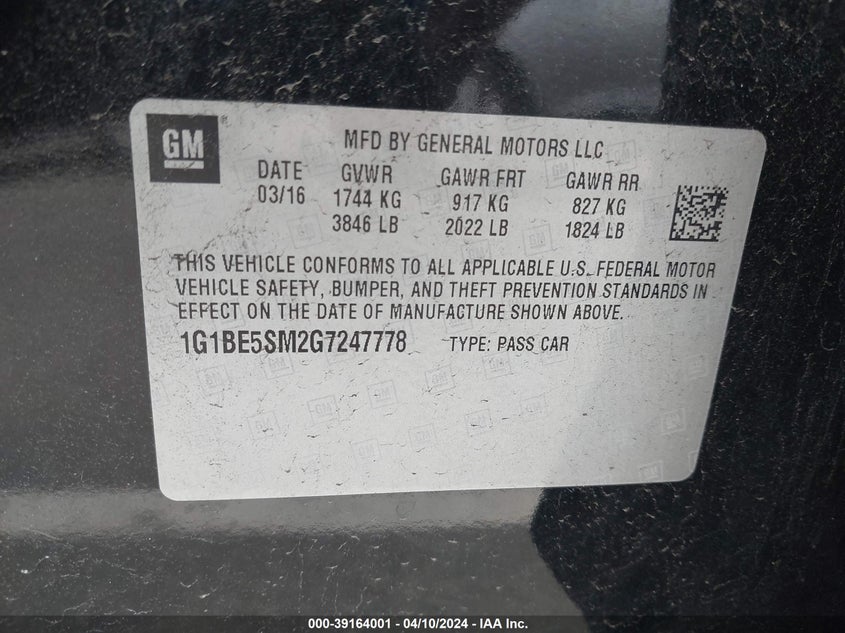 GM
MFD BY GENERAL MOTORS LLC
DATE GVWR GAWR FRT GAWR RR
03/16 1744 KG 917 KG 827 KG
3846 LB 2022 LB 1824 LB
THIS VEHICLE CONFORMS TO ALL APPLICABLE U.S. FEDERAL MOTOR
VEHICLE SAFETY, BUMPER, AND THEFT PREVENTION STANDARDS IN
EFFECT ON THE DATE OF MANUFACTURE SHOWN ABOVE.
1G1BE5SM2G7247778 TYPE: PASS CAR
000-39164001 - 04/10/2024 - IAA Inc.